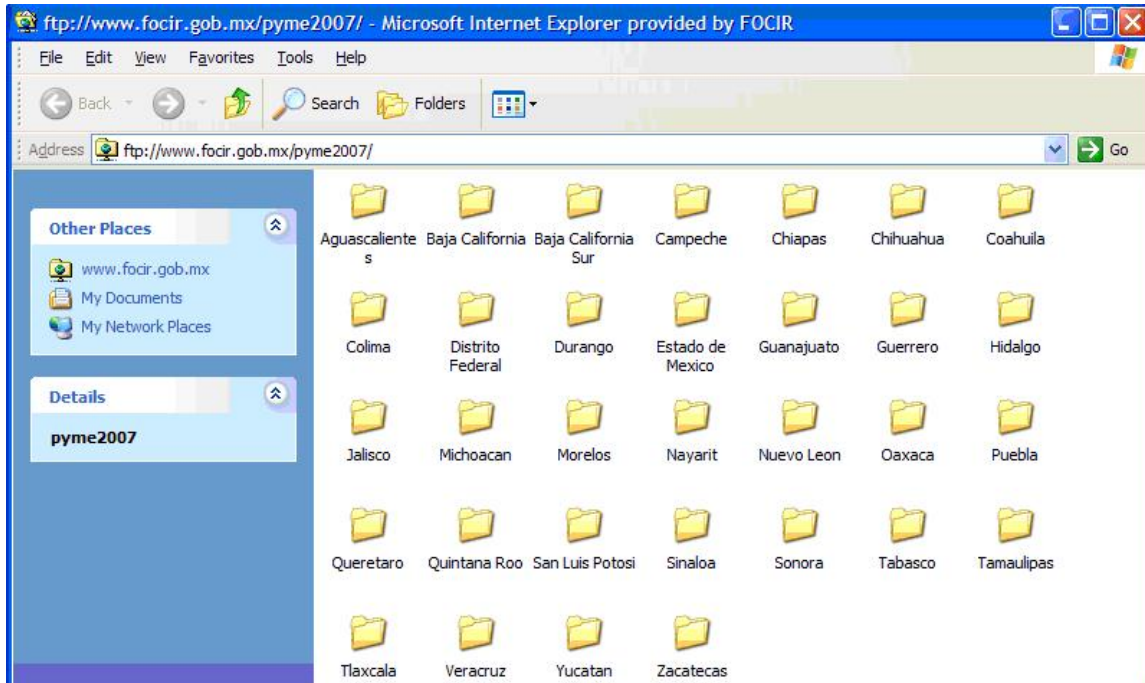 ftp://www.focir.gob.mx/pyme2007/ - Microsoft Internet Explorer provided by FOCIR
File Edit View Favorites Tools Help
Back Search Folders
Address ftp://www.focir.gob.mx/pyme2007/ Go
Other Places
www.focir.gob.mx
My Documents
My Network Places
Details
pyme2007
Aguascaliente Baja California Baja California Campeche Chiapas Chihuahua Coahuila
s Sur
Colima Distrito Durango Estado de Guanajuato Guerrero Hidalgo
Federal Mexico
Jalisco Michoacan Morelos Nayarit Nuevo Leon Oaxaca Puebla
Queretaro Quintana Roo San Luis Potosi Sinaloa Sonora Tabasco Tamaulipas
Tlaxcala Veracruz Yucatan Zacatecas